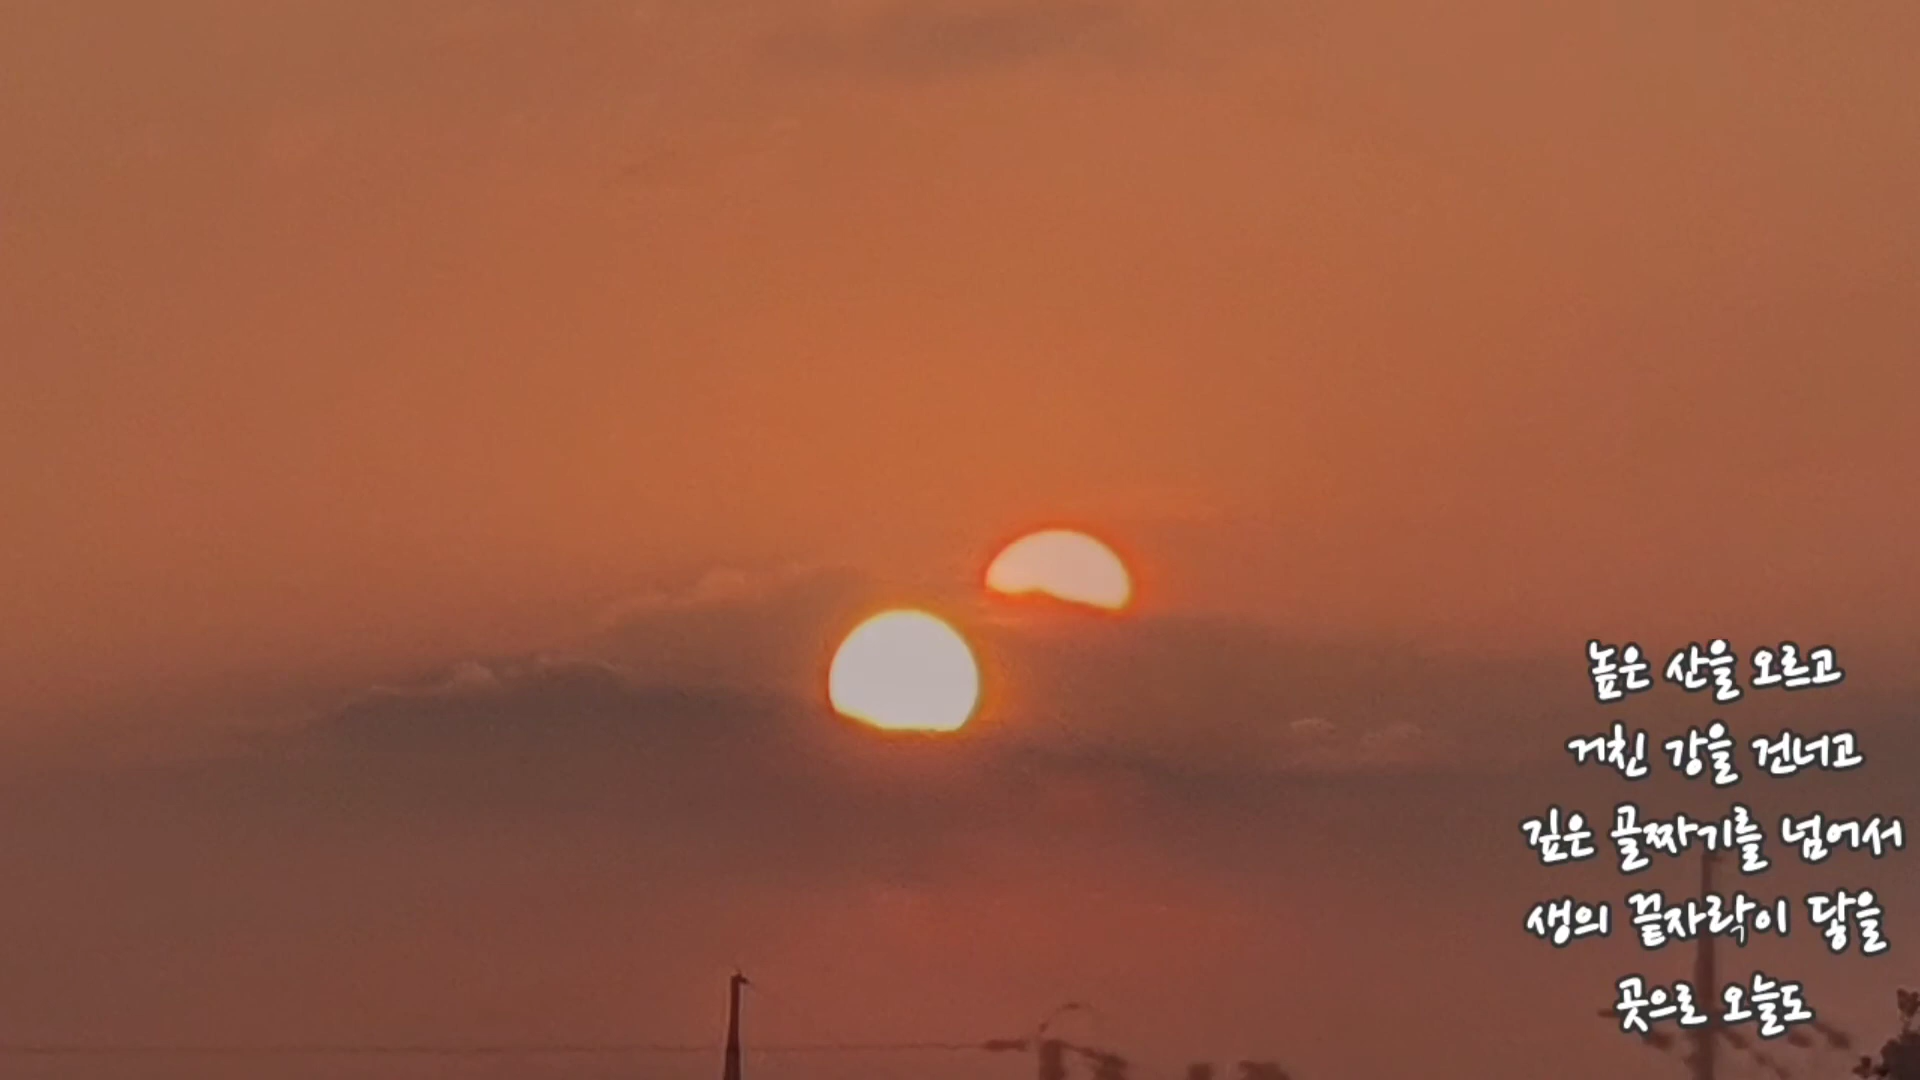 높은 산을 오르고
거친 강을 건너고
깊은 골짜기를 넘어서
생의 끝자락이 닿을
곳으로 오늘도